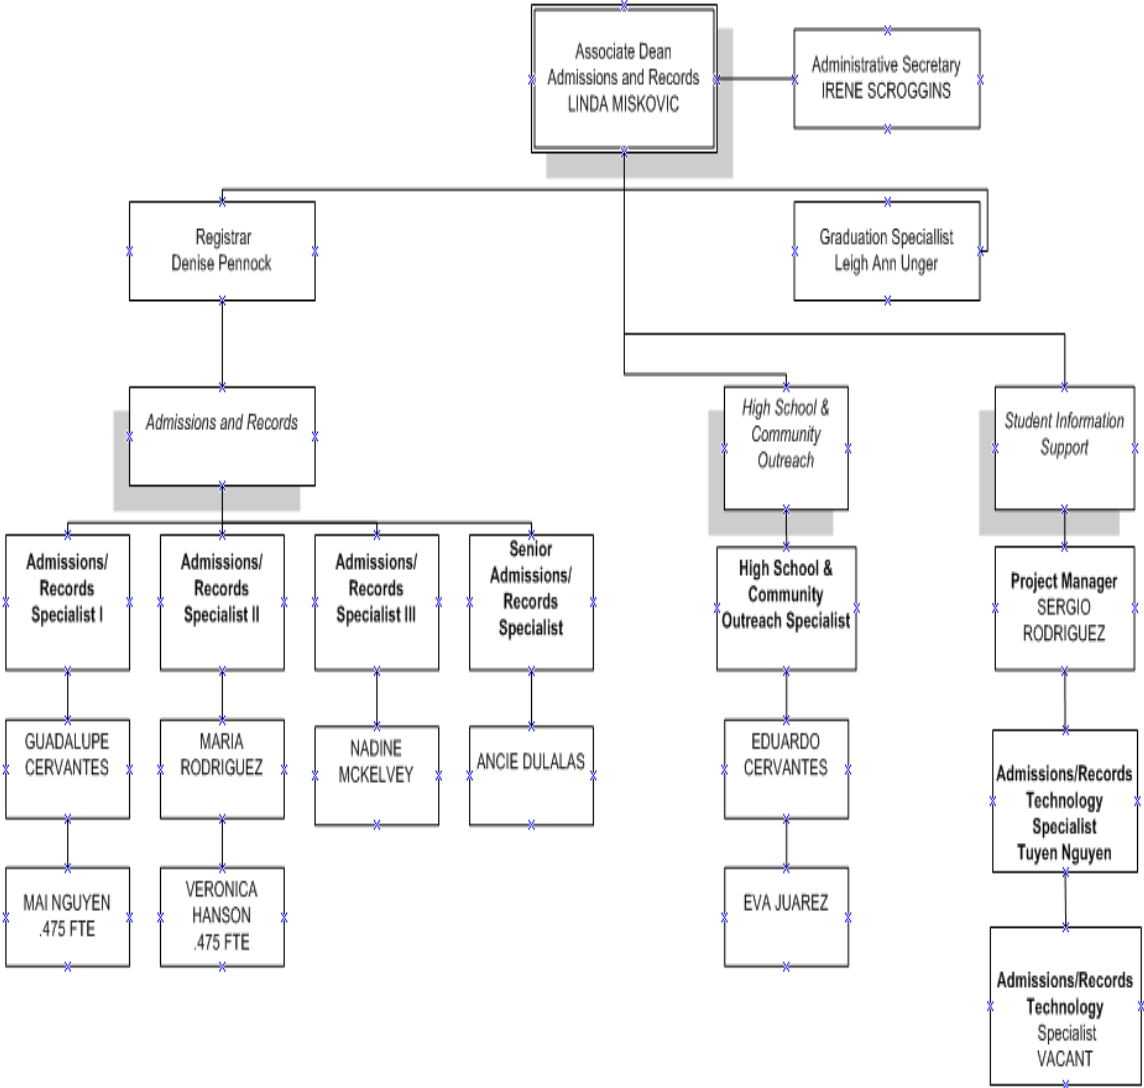 Associate Dean
Admissions and Records
LINDA MISKOVIC
Administrative Secretary
IRENE SCROGGINS
Registrar
Denise Pennock
Graduation Speciallist
Leigh Ann Unger
Admissions and Records
High School &
Community
Outreach
Student Information
Support
Admissions/
Records
Specialist I
Admissions/
Records
Specialist II
Admissions/
Records
Specialist III
Senior
Admissions/
Records
Specialist
High School &
Community
Outreach Specialist
Project Manager
SERGIO
RODRIGUEZ
GUADALUPE
CERVANTES
MARIA
RODRIGUEZ
NADINE
MCKELVEY
ANCIE DULALAS
EDUARDO
CERVANTES
Admissions/Records
Technology
Specialist
Tuyen Nguyen
MAI NGUYEN
.475 FTE
VERONICA
HANSON
.475 FTE
EVA JUAREZ
Admissions/Records
Technology
Specialist
VACANT